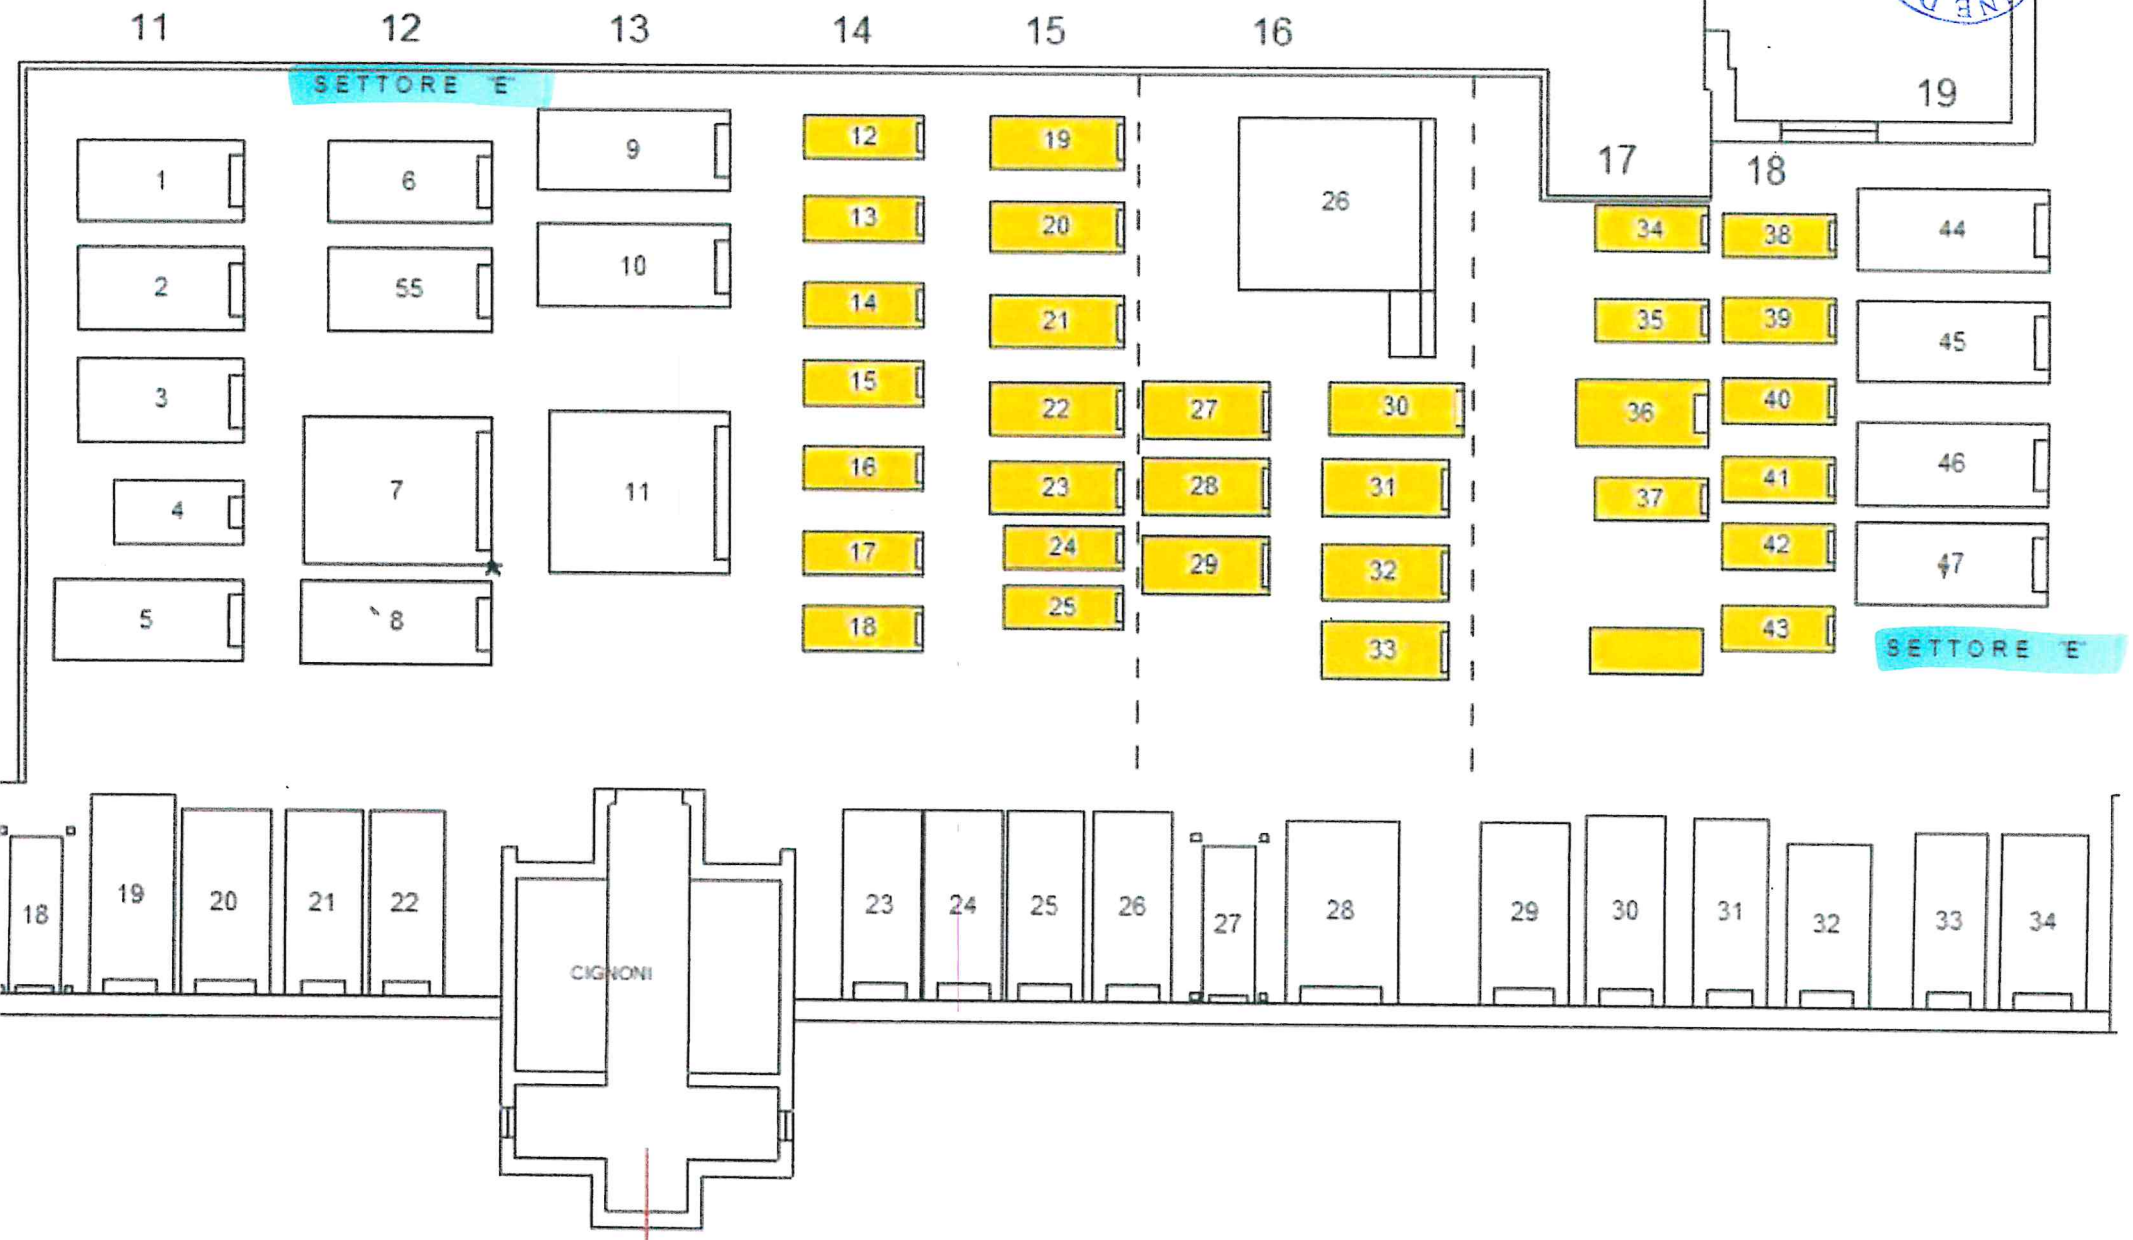 11 12 13 14 15 16
SETTORE "E"
19
17
18
1 6 9 12 19 26 34 38 44
2 55 10 13 20 35 39 45
3 14 21 36 40 46
4 7 11 15 22 27 30 37 41 47
5 8 16 23 28 31 42
17 24 29 32 43
18 25 33
SETTORE "E"
18 19 20 21 22 23 24 25 26 27 28 29 30 31 32 33 34
CIGNONI